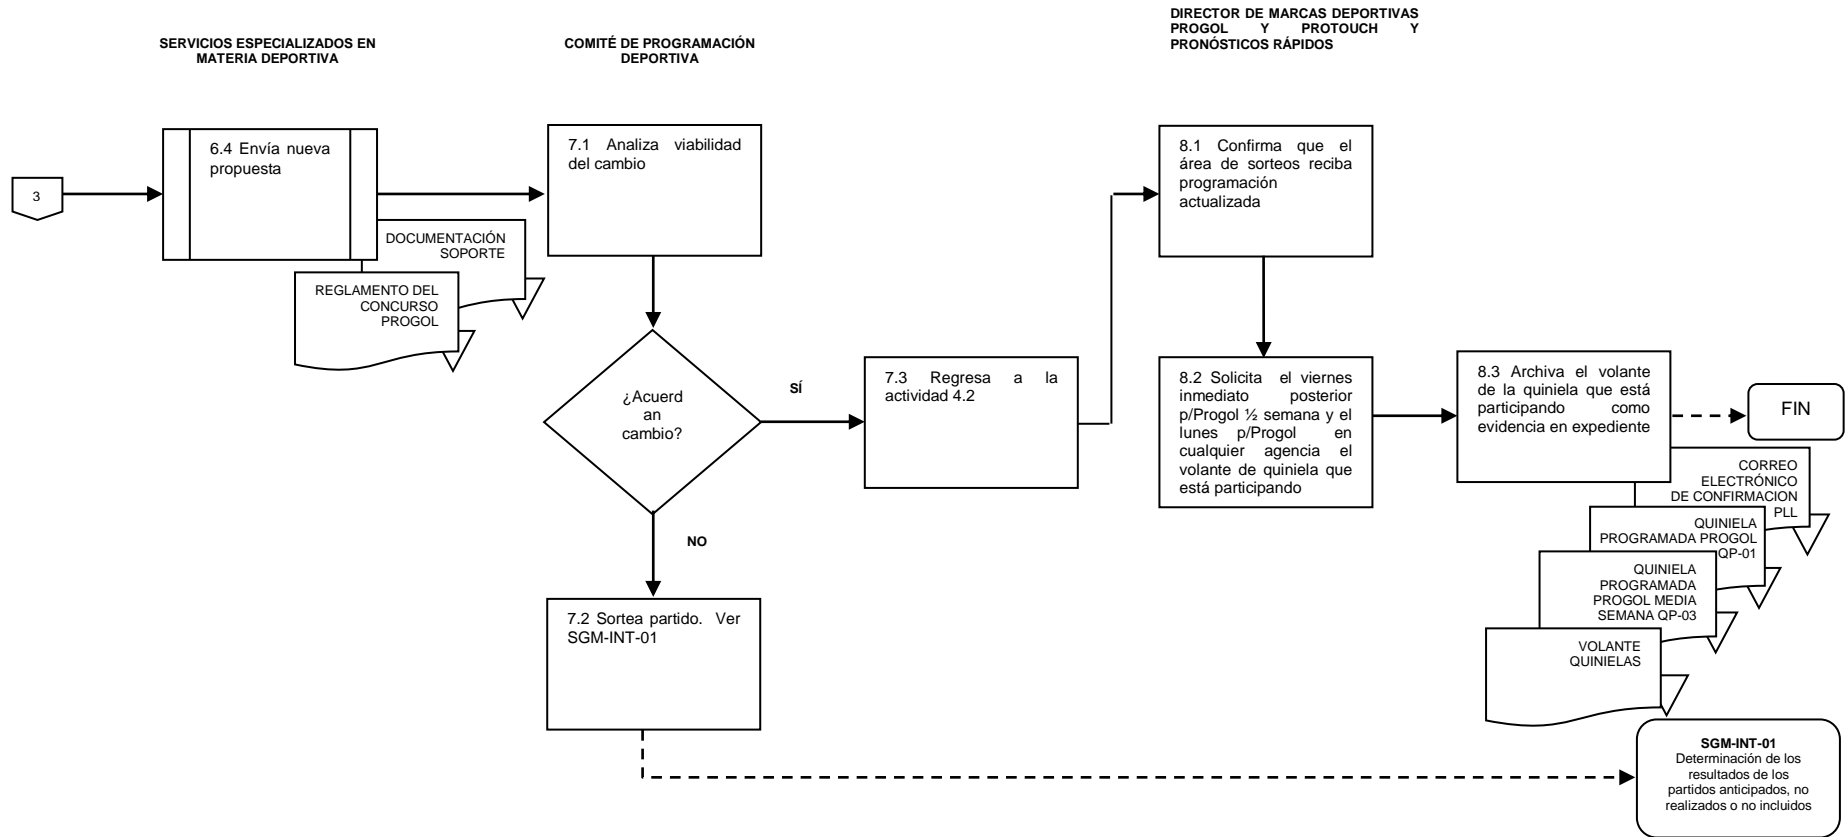 SERVICIOS ESPECIALIZADOS EN
MATERIA DEPORTIVA
COMITÉ DE PROGRAMACIÓN
DEPORTIVA
DIRECTOR DE MARCAS DEPORTIVAS
PROGOL Y PROTOUCH Y
PRONÓSTICOS RÁPIDOS
3
6.4 Envía nueva
propuesta
DOCUMENTACIÓN
SOPORTE
REGLAMENTO DEL
CONCURSO
PROGOL
7.1 Analiza viabilidad
del cambio
¿Acuerd
an
cambio?
SÍ
NO
7.2 Sortea partido. Ver
SGM-INT-01
7.3 Regresa a la
actividad 4.2
8.1 Confirma que el
área de sorteos reciba
programación
actualizada
8.2 Solicita el viernes
inmediato posterior
p/Progol ½ semana y el
lunes p/Progol en
cualquier agencia el
volante de quiniela que
está participando
8.3 Archiva el volante
de la quiniela que está
participando como
evidencia en expediente
FIN
CORREO
ELECTRÓNICO
DE CONFIRMACION
PLL
QUINIELA
PROGRAMADA PROGOL
QP-01
QUINIELA
PROGRAMADA
PROGOL MEDIA
SEMANA QP-03
VOLANTE
QUINIELAS
SGM-INT-01
Determinación de los
resultados de los
partidos anticipados, no
realizados o no incluidos